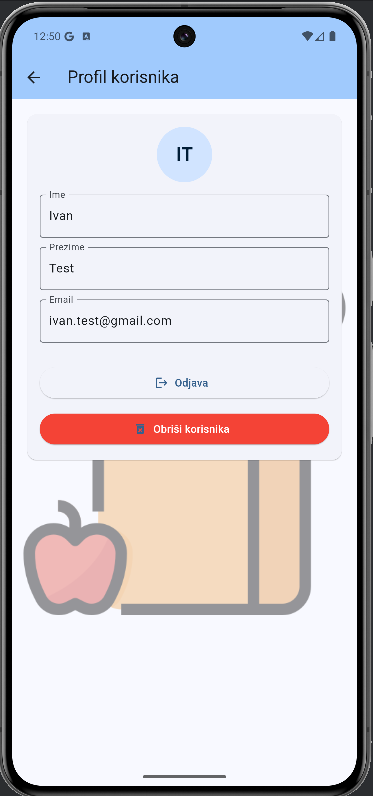 12:50 G
Profil korisnika
IT
Ime
Ivan
Prezime
Test
Email
ivan.test@gmail.com
Odjava
Obriši korisnika